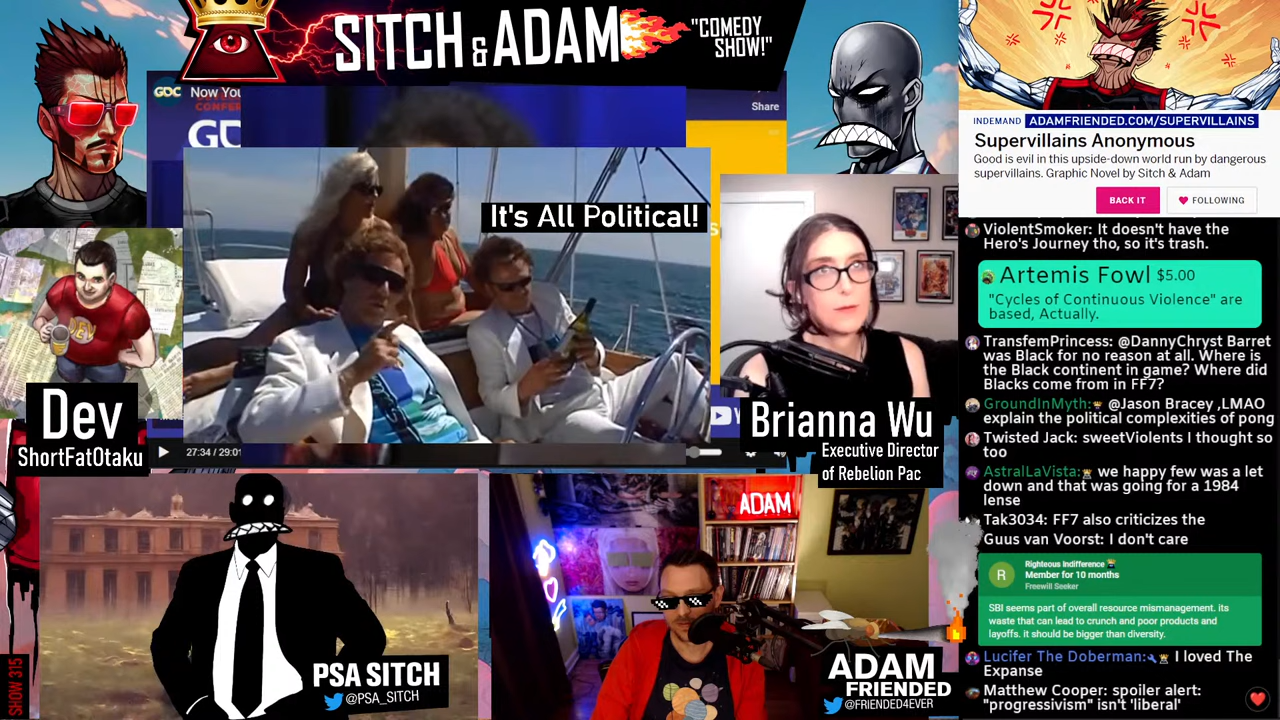 SITCH & ADAM
"COMEDY
SHOW!"
GDC
Now You
CONFER
GD
Share
It's All Political!
DEV
Dev
ShortFatOtaku
27:34 / 29:01
Brianna Wu
Executive Director
of Rebelion Pac
ADAM
PSA SITCH
@PSA_SITCH
ADAM
FRIENDED
@FRIENDED4EVER
SHOW 315
INDEMAND ADAMFRIENDED.COM/SUPERVILLAINS
Supervillains Anonymous
Good is evil in this upside-down world run by dangerous
supervillains. Graphic Novel by Sitch & Adam
BACK IT
FOLLOWING
ViolentSmoker: It doesn't have the
Hero's Journey tho, so it's trash.
Artemis Fowl $5.00
"Cycles of Continuous Violence" are
based, Actually.
TransfemPrincess: @DannyChryst Barret
was Black for no reason at all. Where is
the Black continent in game? Where did
Blacks come from in FF7?
GroundInMyth: @Jason Bracey ,LMAO
explain the political complexities of pong
Twisted Jack: sweetViolents I thought so
too
AstralLaVista: we happy few was a let
down and that was going for a 1984
lense
Tak3034: FF7 also criticizes the
Guus van Voorst: I don't care
R
Righteous Indifference
Member for 10 months
Freewill Seeker
SBI seems part of overall resource mismanagement. its
waste that can lead to crunch and poor products and
layoffs. it should be bigger than diversity.
Lucifer The Doberman: I loved The
Expanse
Matthew Cooper: spoiler alert:
"progressivism" isn't 'liberal'